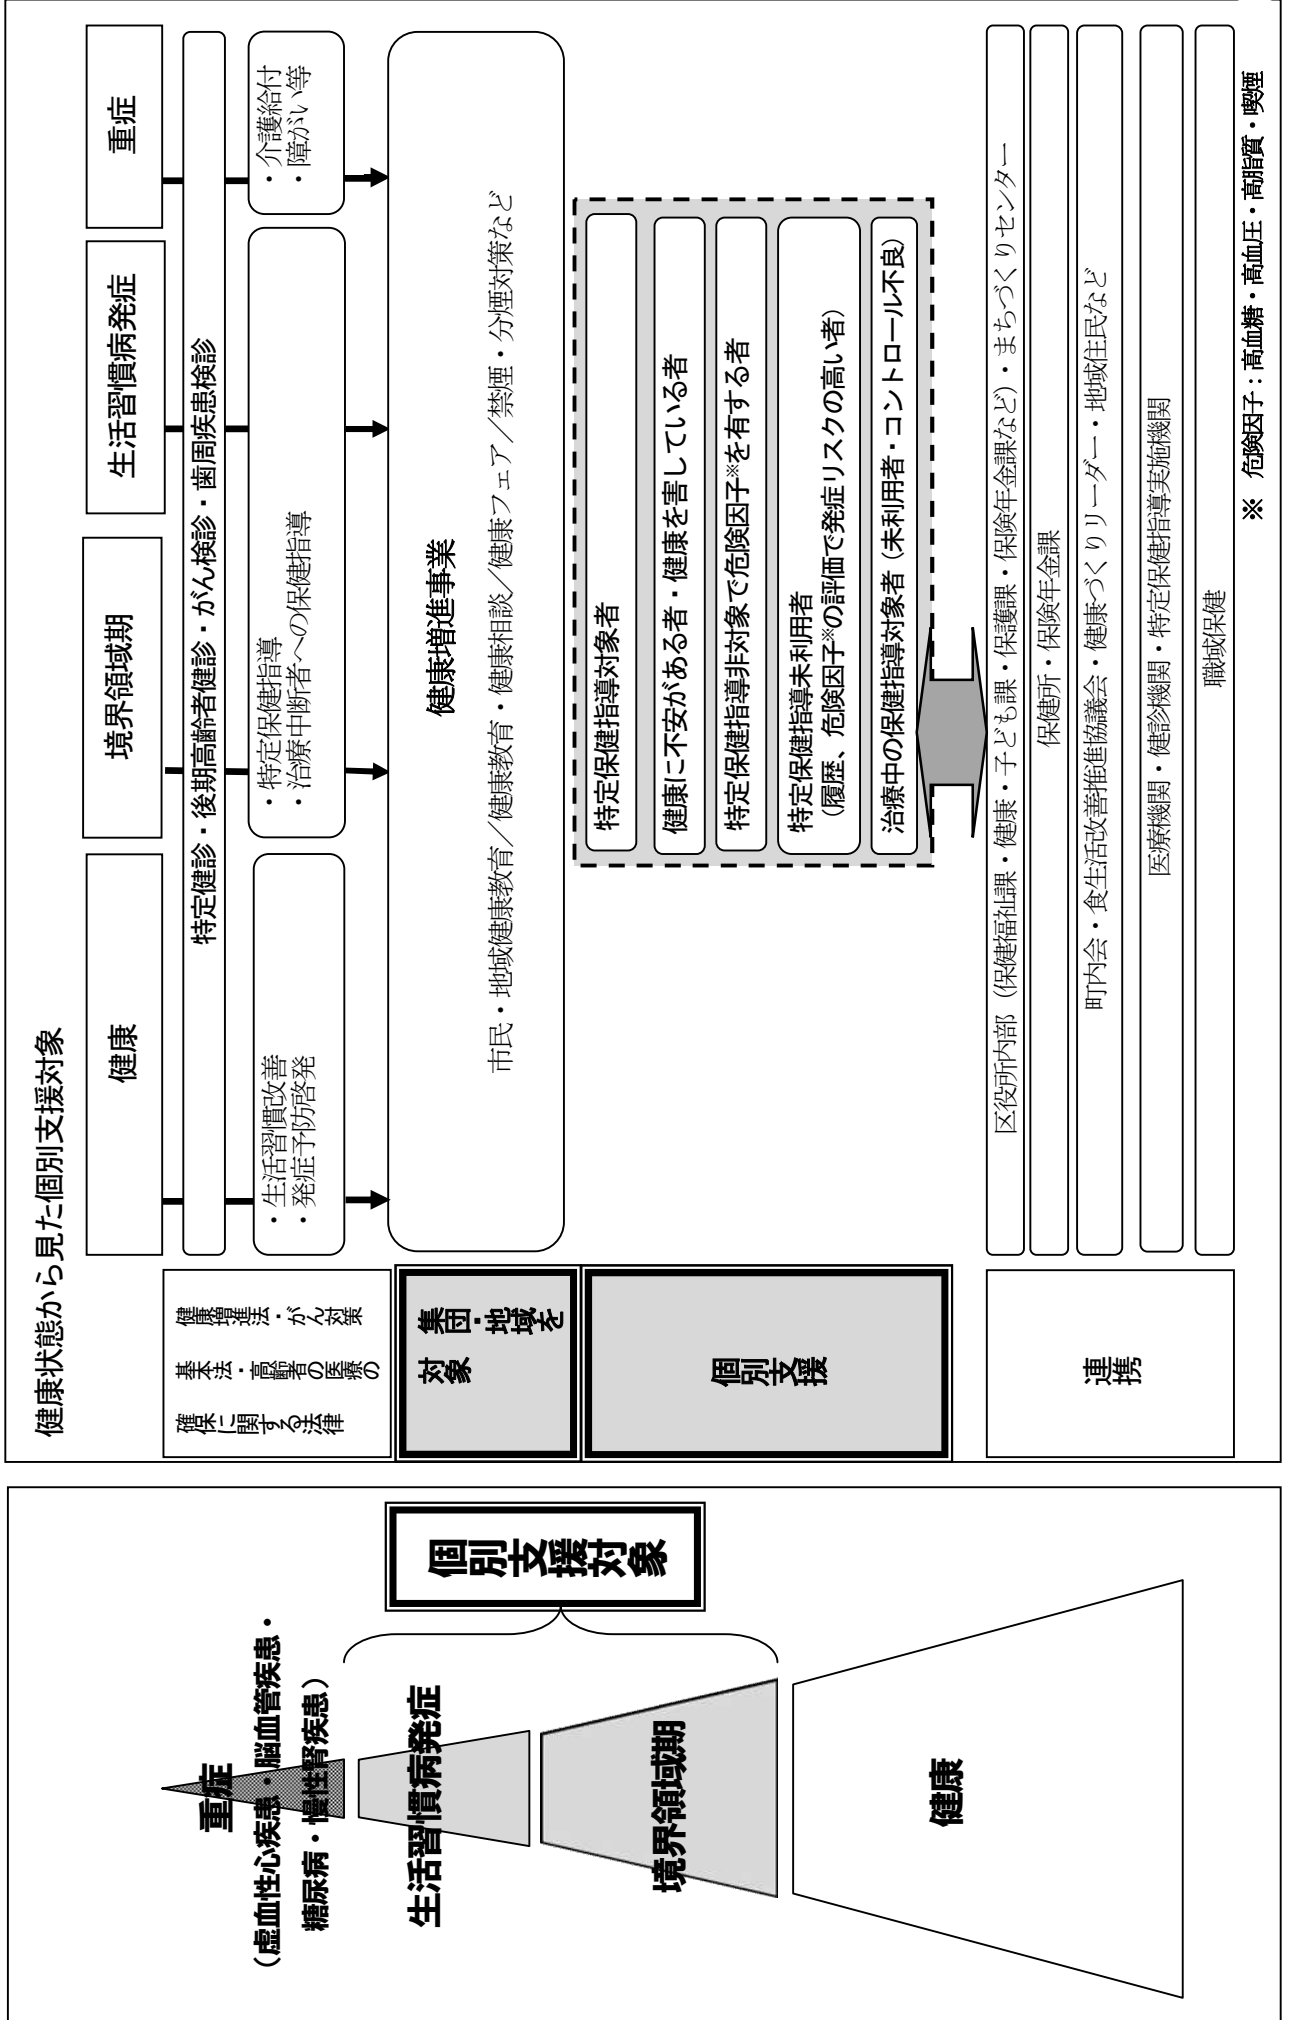 重症
（虚血性心疾患・脳血管疾患・
糖尿病・慢性腎疾患）
生活習慣病発症
境界領域期
健康
個別支援対象
健康状態から見た個別支援対象
健康
境界領域期
生活習慣病発症
重症
健康増進法・がん対策
基本法・高齢者の医療の
確保に関する法律
特定健診・後期高齢者健診・がん検診・歯周疾患検診
・生活習慣改善
・発症予防啓発
・特定保健指導
・治療中断者への保健指導
・介護給付
・障がい等
集団・地域を
対象
健康増進事業
市民・地域健康教育／健康教育・健康相談／健康フェア／禁煙・分煙対策など
個別支援
特定保健指導対象者
健康に不安がある者・健康を害している者
特定保健指導非対象で危険因子※を有する者
特定保健指導未利用者
（履歴、危険因子※の評価で発症リスクの高い者）
治療中の保健指導対象者（未利用者・コントロール不良）
連携
区役所内部（保健福祉課・健康・子ども課・保護課・保険年金課など）・まちづくりセンター
保健所・保険年金課
町内会・食生活改善推進協議会・健康づくりリーダー・地域住民など
医療機関・健診機関・特定保健指導実施機関
職域保健
※ 危険因子：高血糖・高血圧・高脂質・喫煙